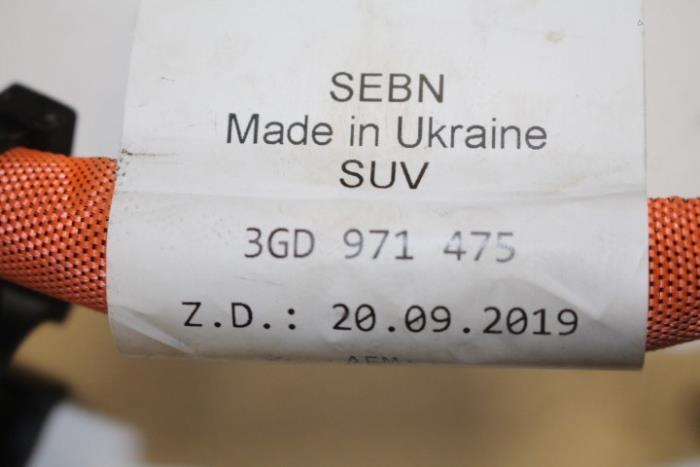 SEBN
Made in Ukraine
SUV
3GD 971 475
Z.D.: 20.09.2019